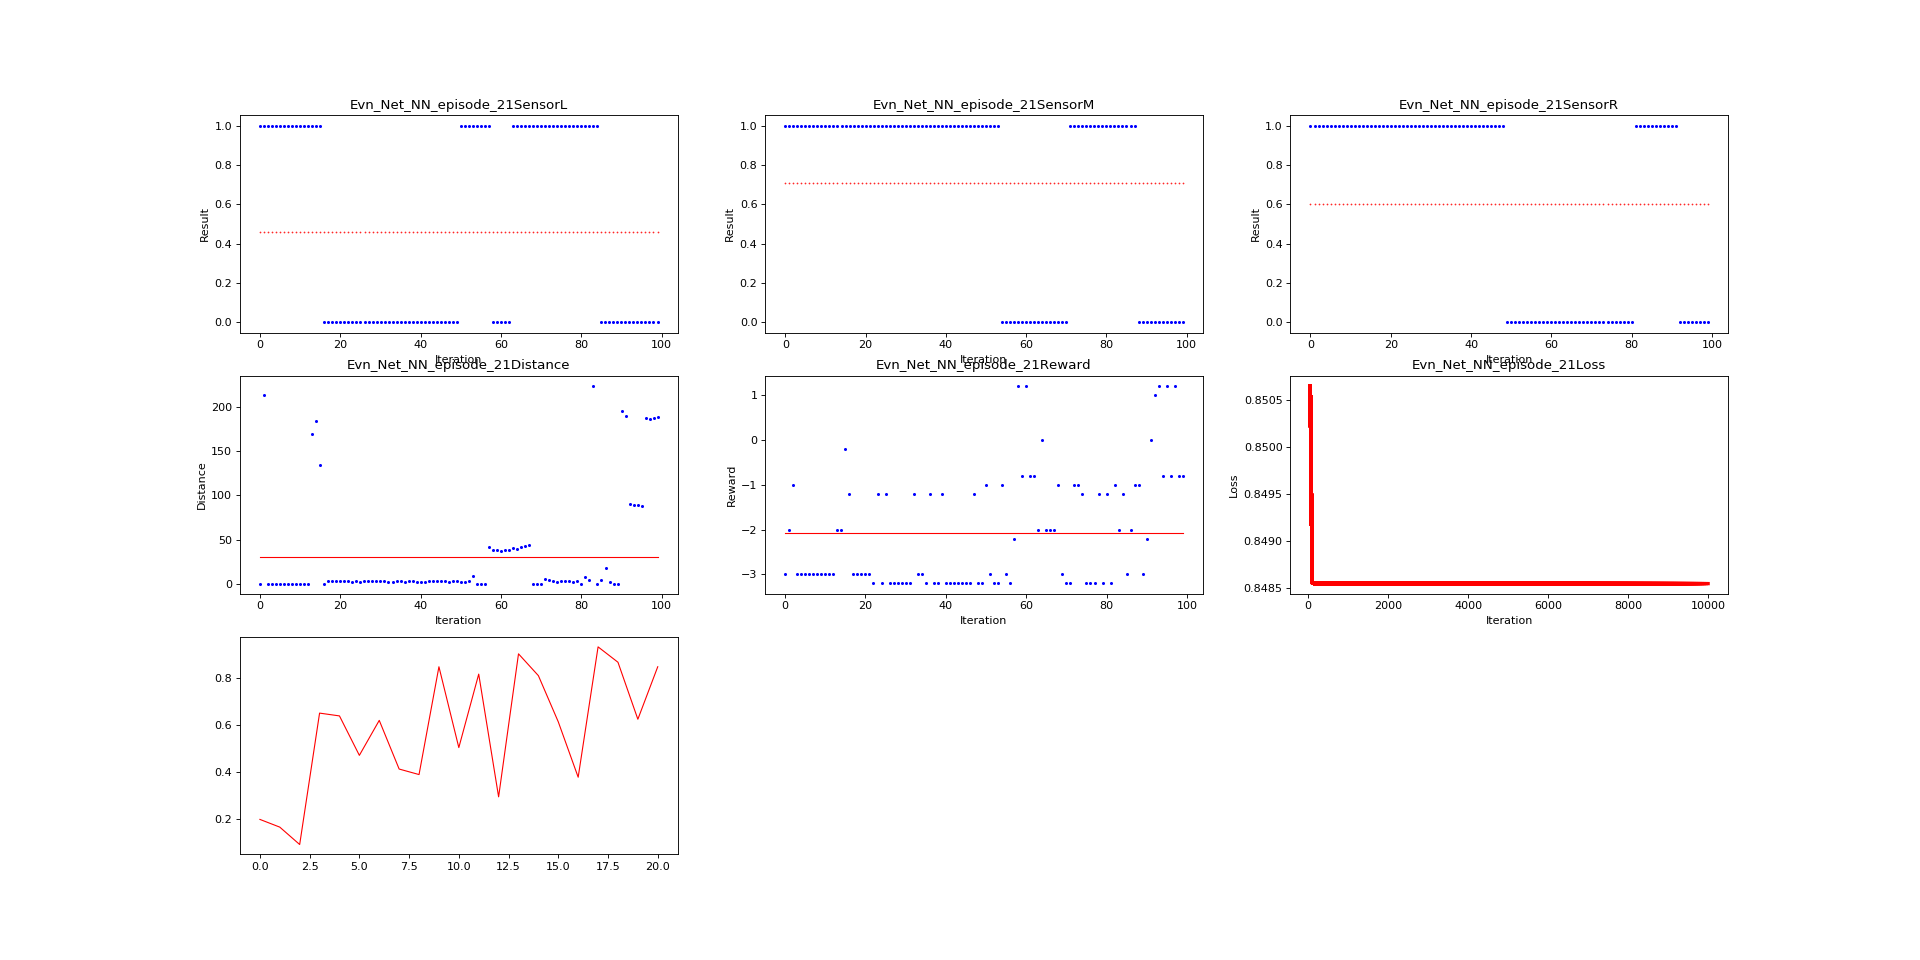 Evn_Net_NN_episode_21SensorL
Result
1.0
0.8
0.6
0.4
0.2
0.0
0 20 40 60 80 100
Iteration
Evn_Net_NN_episode_21SensorM
Result
1.0
0.8
0.6
0.4
0.2
0.0
0 20 40 60 80 100
Iteration
Evn_Net_NN_episode_21SensorR
Result
1.0
0.8
0.6
0.4
0.2
0.0
0 20 40 60 80 100
Iteration
Evn_Net_NN_episode_21Distance
Distance
200
150
100
50
0
0 20 40 60 80 100
Iteration
Evn_Net_NN_episode_21Reward
Reward
1
0
−1
−2
−3
0 20 40 60 80 100
Iteration
Evn_Net_NN_episode_21Loss
Loss
0.8505
0.8500
0.8495
0.8490
0.8485
0 2000 4000 6000 8000 10000
Iteration
0.8
0.6
0.4
0.2
0.0 2.5 5.0 7.5 10.0 12.5 15.0 17.5 20.0